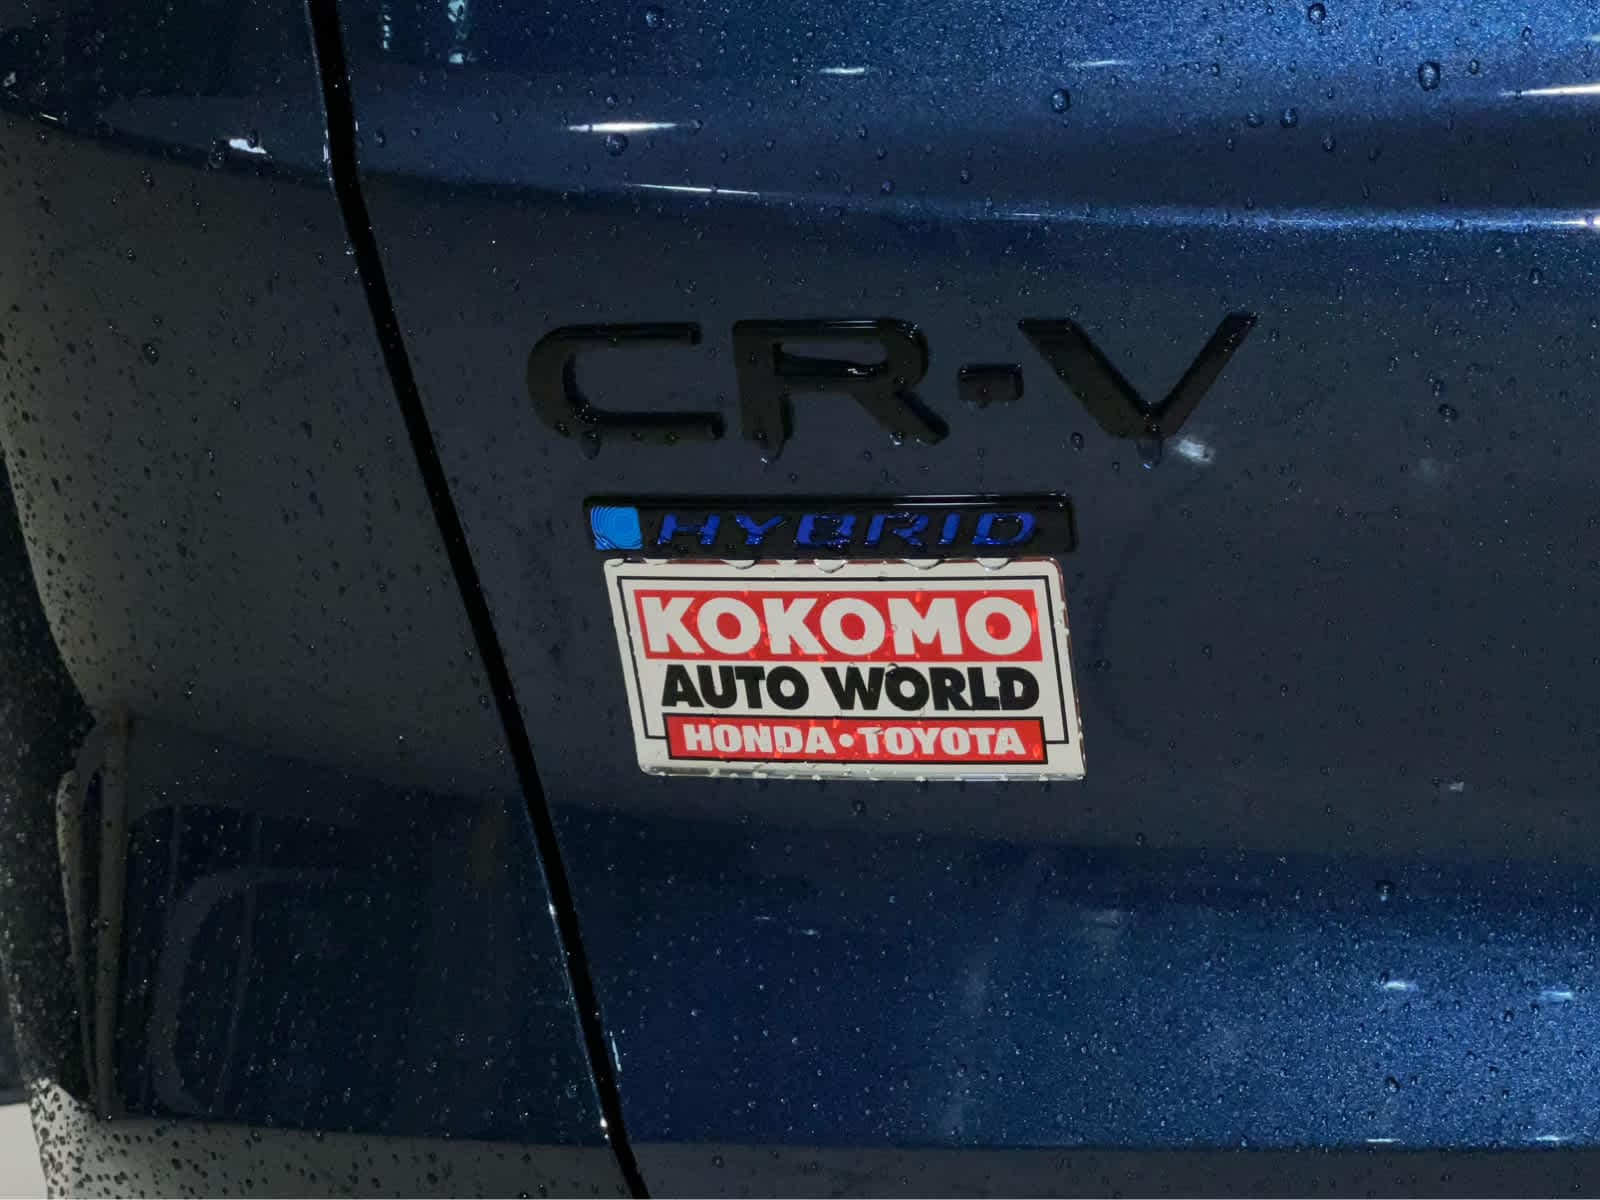 CR-V
HYBRID
KOKOMO
AUTO WORLD
HONDA•TOYOTA